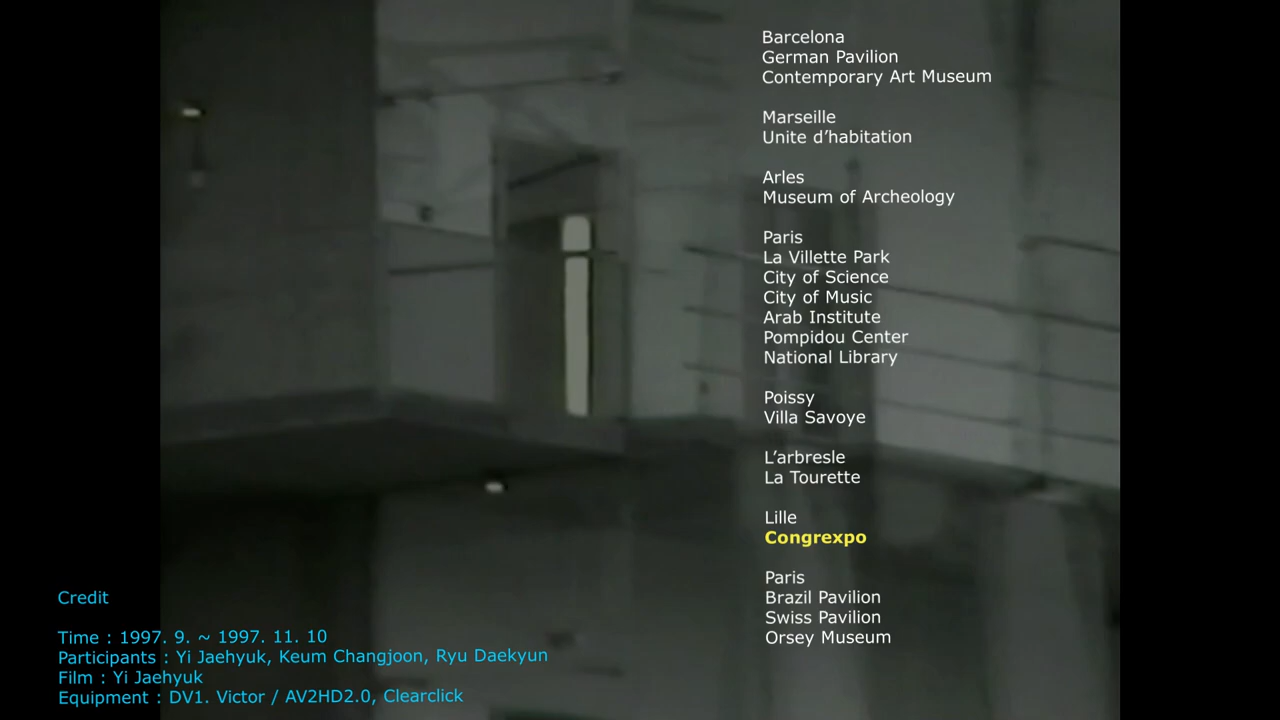 Barcelona
German Pavilion
Contemporary Art Museum
Marseille
Unite d’habitation
Arles
Museum of Archeology
Paris
La Villette Park
City of Science
City of Music
Arab Institute
Pompidou Center
National Library
Poissy
Villa Savoye
L’arbresle
La Tourette
Lille
Congrexpo
Paris
Brazil Pavilion
Swiss Pavilion
Orsey Museum
Credit
Time : 1997. 9. ~ 1997. 11. 10
Participants : Yi Jaehyuk, Keum Changjoon, Ryu Daekyun
Film : Yi Jaehyuk
Equipment : DV1. Victor / AV2HD2.0, Clearclick